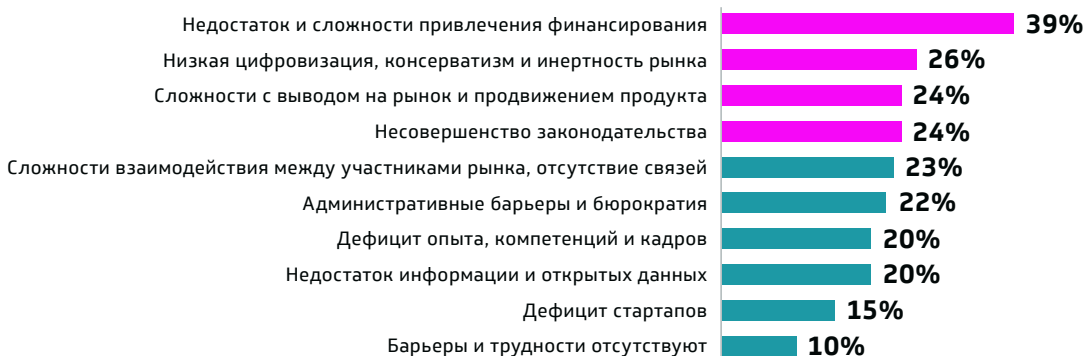 Недостаток и сложности привлечения финансирования 39%
Низкая цифровизация, консерватизм и инертность рынка 26%
Сложности с выводом на рынок и продвижением продукта 24%
Несовершенство законодательства 24%
Сложности взаимодействия между участниками рынка, отсутствие связей 23%
Административные барьеры и бюрократия 22%
Дефицит опыта, компетенций и кадров 20%
Недостаток информации и открытых данных 20%
Дефицит стартапов 15%
Барьеры и трудности отсутствуют 10%